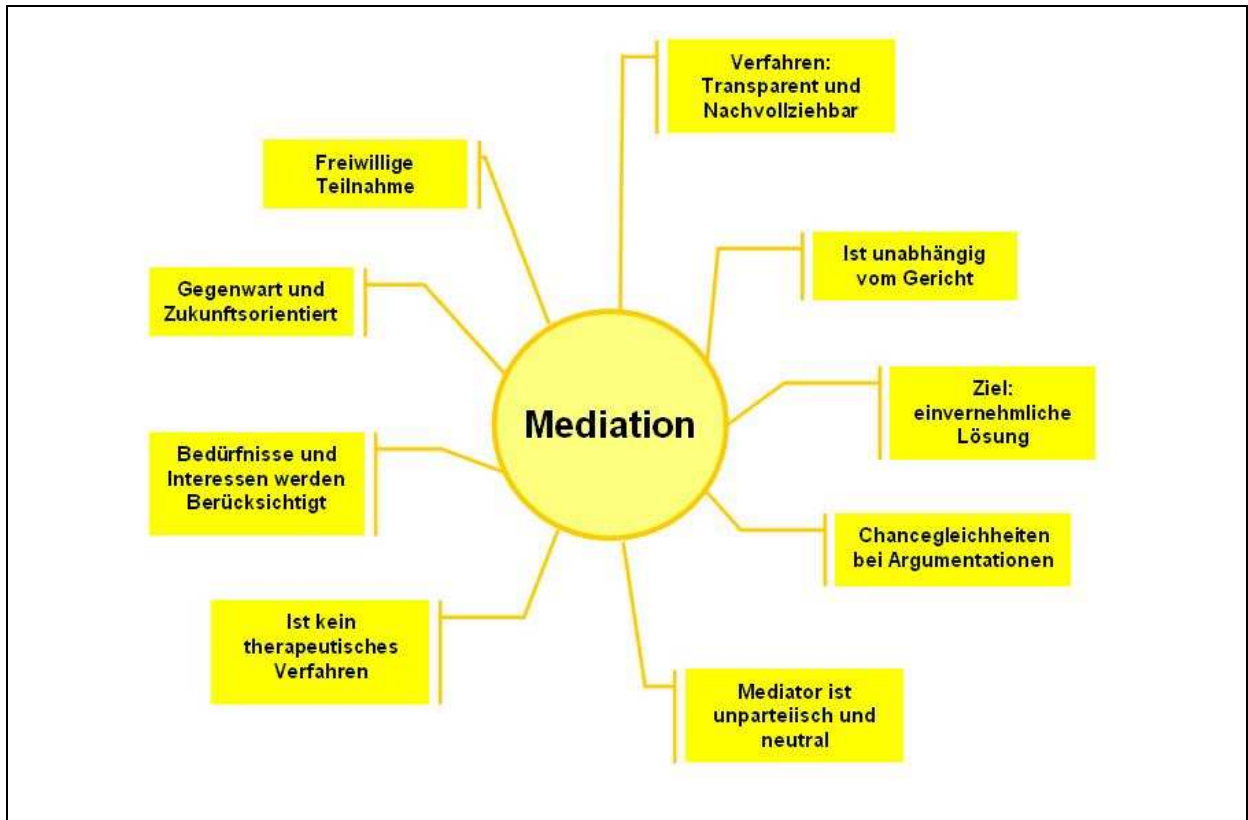 Verfahren:
Transparent und
Nachvollziehbar
Freiwillige
Teilnahme
Ist unabhängig
vom Gericht
Gegenwart und
Zukunftsorientiert
Ziel:
einvernehmliche
Lösung
Mediation
Bedürfnisse und
Interessen werden
Berücksichtigt
Chancegleichheiten
bei Argumentationen
Ist kein
therapeutisches
Verfahren
Mediator ist
unparteiisch und
neutral